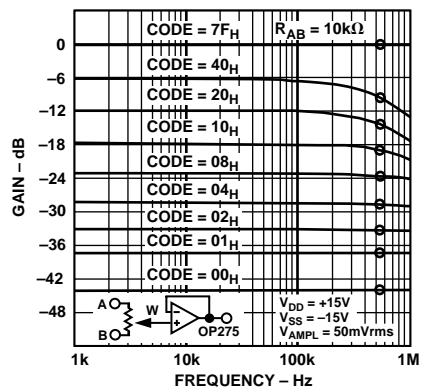 CODE = 7FH
RAB = 10kΩ
0
CODE = 40H
–6
CODE = 20H
–12
CODE = 10H
–18
CODE = 08H
–24
CODE = 04H
–30
CODE = 02H
–36
CODE = 01H
–42
CODE = 00H
–48
GAIN – dB
A
W
B
–
+
OP275
VDD = +15V
VSS = –15V
VAMPL = 50mVrms
1k
10k
100k
1M
FREQUENCY – Hz